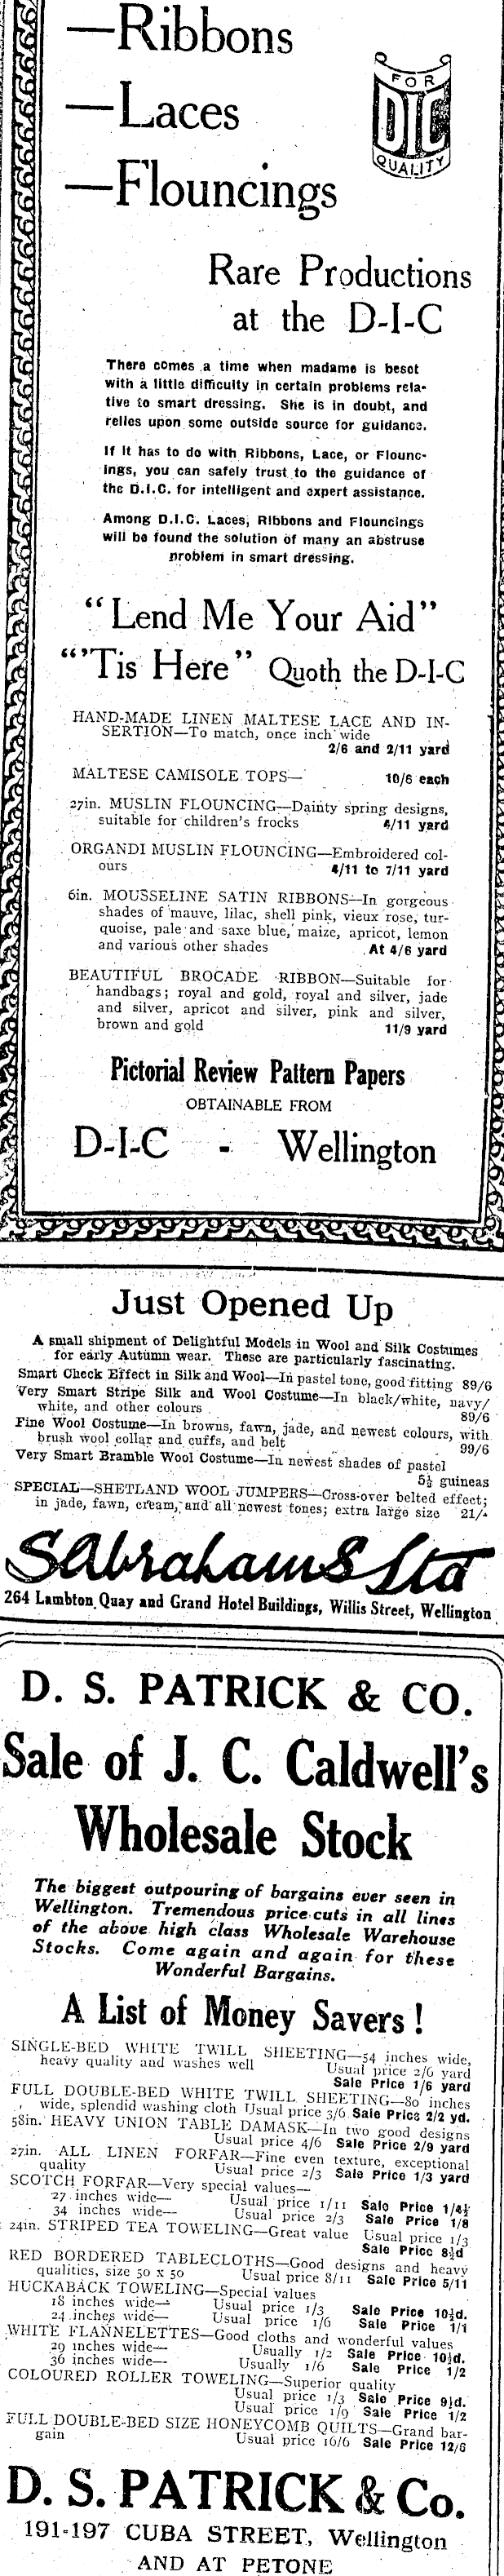 —Ribbons
—Laces
—Flouncings
FOR
DIC
QUALITY
Rare Productions
at the D-I-C
There comes a time when madame is beset
with a little difficulty in certain problems rela-
tive to smart dressing. She is in doubt, and
relies upon some outside source for guidance.
If it has to do with Ribbons, Lace, or Flounc-
ings, you can safely trust to the guidance of
the D.I.C. for intelligent and expert assistance.
Among D.I.C. Laces, Ribbons and Flouncings
will be found the solution of many an abstruse
problem in smart dressing.
"Lend Me Your Aid"
"'Tis Here" Quoth the D-I-C
HAND-MADE LINEN MALTESE LACE AND IN-
SERTION—To match, once inch wide
2/6 and 2/11 yard
MALTESE CAMISOLE TOPS— 10/6 each
27in. MUSLIN FLOUNCING—Dainty spring designs,
suitable for children's frocks 4/11 yard
ORGANDI MUSLIN FLOUNCING—Embroidered col-
ours 4/11 to 7/11 yard
6in. MOUSSELINE SATIN RIBBONS—In gorgeous
shades of mauve, lilac, shell pink, vieux rose, tur-
quoise, pale and saxe blue, maize, apricot, lemon
and various other shades At 4/6 yard
BEAUTIFUL BROCADE RIBBON—Suitable for
handbags; royal and gold, royal and silver, jade
and silver, apricot and silver, pink and silver,
brown and gold 11/9 yard
Pictorial Review Pattern Papers
OBTAINABLE FROM
D-I-C - Wellington
Just Opened Up
A small shipment of Delightful Models in Wool and Silk Costumes
for early Autumn wear. These are particularly fascinating.
Smart Check Effect in Silk and Wool—In pastel tone, good fitting 89/6
Very Smart Stripe Silk and Wool Costume—In black/white, navy/
white, and other colours 89/6
Fine Wool Costume—In browns, fawn, jade, and newest colours, with
brush wool collar and cuffs, and belt 99/6
Very Smart Bramble Wool Costume—In newest shades of pastel
5½ guineas
SPECIAL—SHETLAND WOOL JUMPERS—Cross-over belted effect;
in jade, fawn, cream, and all newest tones; extra large size 21/-
S Abrahams Ltd
264 Lambton Quay and Grand Hotel Buildings, Willis Street, Wellington
D. S. PATRICK & CO.
Sale of J. C. Caldwell's
Wholesale Stock
The biggest outpouring of bargains ever seen in
Wellington. Tremendous price cuts in all lines
of the above high class Wholesale Warehouse
Stocks. Come again and again for these
Wonderful Bargains.
A List of Money Savers!
SINGLE-BED WHITE TWILL SHEETING—54 inches wide,
heavy quality and washes well Usual price 2/6 yard
Sale Price 1/6 yard
FULL DOUBLE-BED WHITE TWILL SHEETING—80 inches
wide, splendid washing cloth Usual price 3/6 Sale Price 2/2 yd.
58in. HEAVY UNION TABLE DAMASK—In two good designs
Usual price 4/6 Sale Price 2/9 yard
27in. ALL LINEN FORFAR—Fine even texture, exceptional
quality Usual price 2/3 Sale Price 1/3 yard
SCOTCH FORFAR—Very special values—
27 inches wide— Usual price 1/11 Sale Price 1/4½
34 inches wide— Usual price 2/3 Sale Price 1/8
24in. STRIPED TEA TOWELING—Great value Usual price 1/3
Sale Price 8½d
RED BORDERED TABLECLOTHS—Good designs and heavy
qualities, size 50 x 50 Usual price 8/11 Sale Price 5/11
HUCKABACK TOWELING—Special values
18 inches wide— Usual price 1/3 Sale Price 10½d.
24 inches wide— Usual price 1/6 Sale Price 1/1
WHITE FLANNELETTES—Good cloths and wonderful values
29 inches wide— Usually 1/2 Sale Price 10½d.
36 inches wide— Usually 1/6 Sale Price 1/2
COLOURED ROLLER TOWELING—Superior quality
Usual price 1/3 Sale Price 9½d.
Usual price 1/9 Sale Price 1/2
FULL DOUBLE-BED SIZE HONEYCOMB QUILTS—Grand bar-
gain Usual price 16/6 Sale Price 12/6
D. S. PATRICK & Co.
191-197 CUBA STREET, Wellington
AND AT PETONE